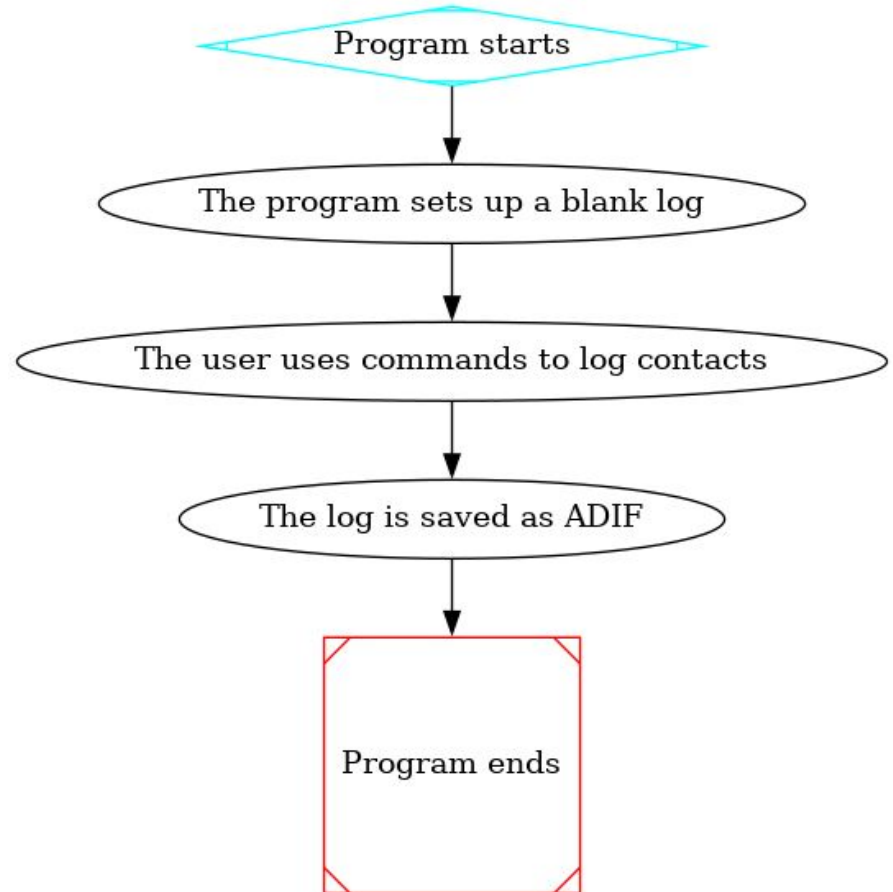 Program starts
The program sets up a blank log
The user uses commands to log contacts
The log is saved as ADIF
Program ends